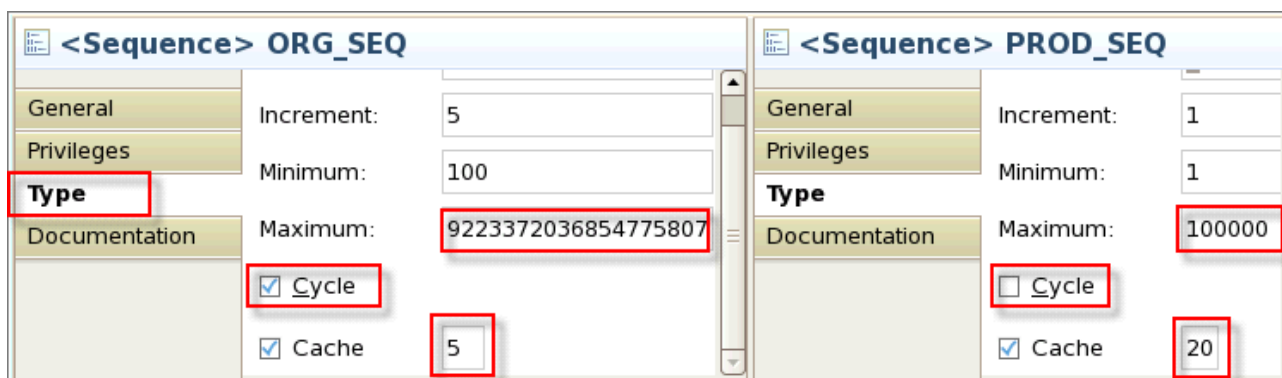 <Sequence> ORG_SEQ
General
Privileges
Type
Documentation
Increment: 5
Minimum: 100
Maximum: 9223372036854775807
Cycle
Cache 5
<Sequence> PROD_SEQ
General
Privileges
Type
Documentation
Increment: 1
Minimum: 1
Maximum: 100000
Cycle
Cache 20